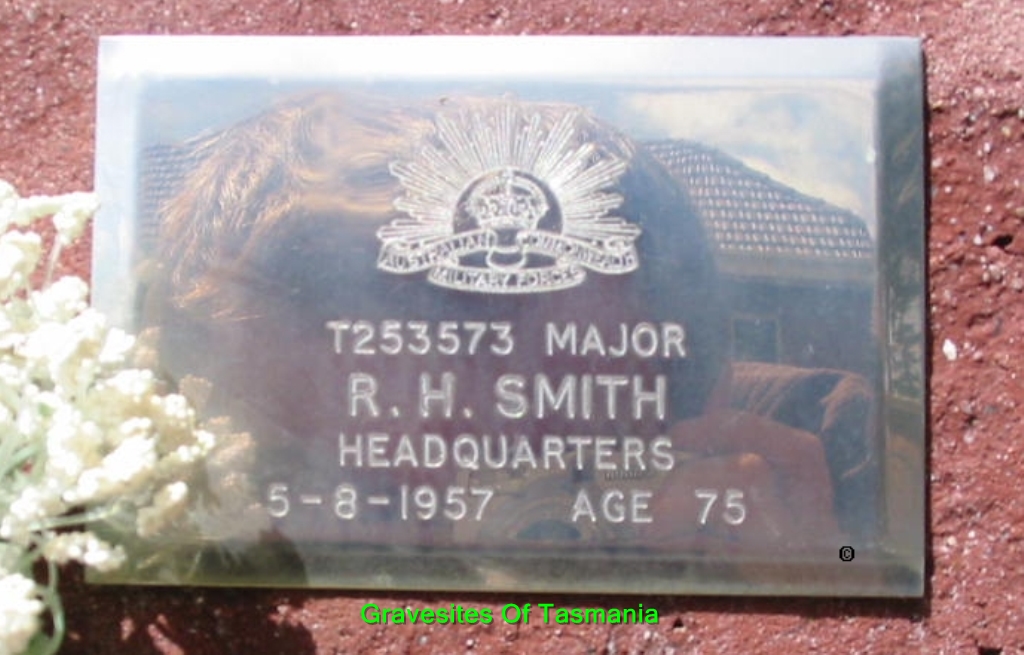 AUSTRALIAN COMMONWEALTH
MILITARY FORCES
T253573 MAJOR
R. H. SMITH
HEADQUARTERS
5-8-1957 AGE 75
©
Gravesites Of Tasmania